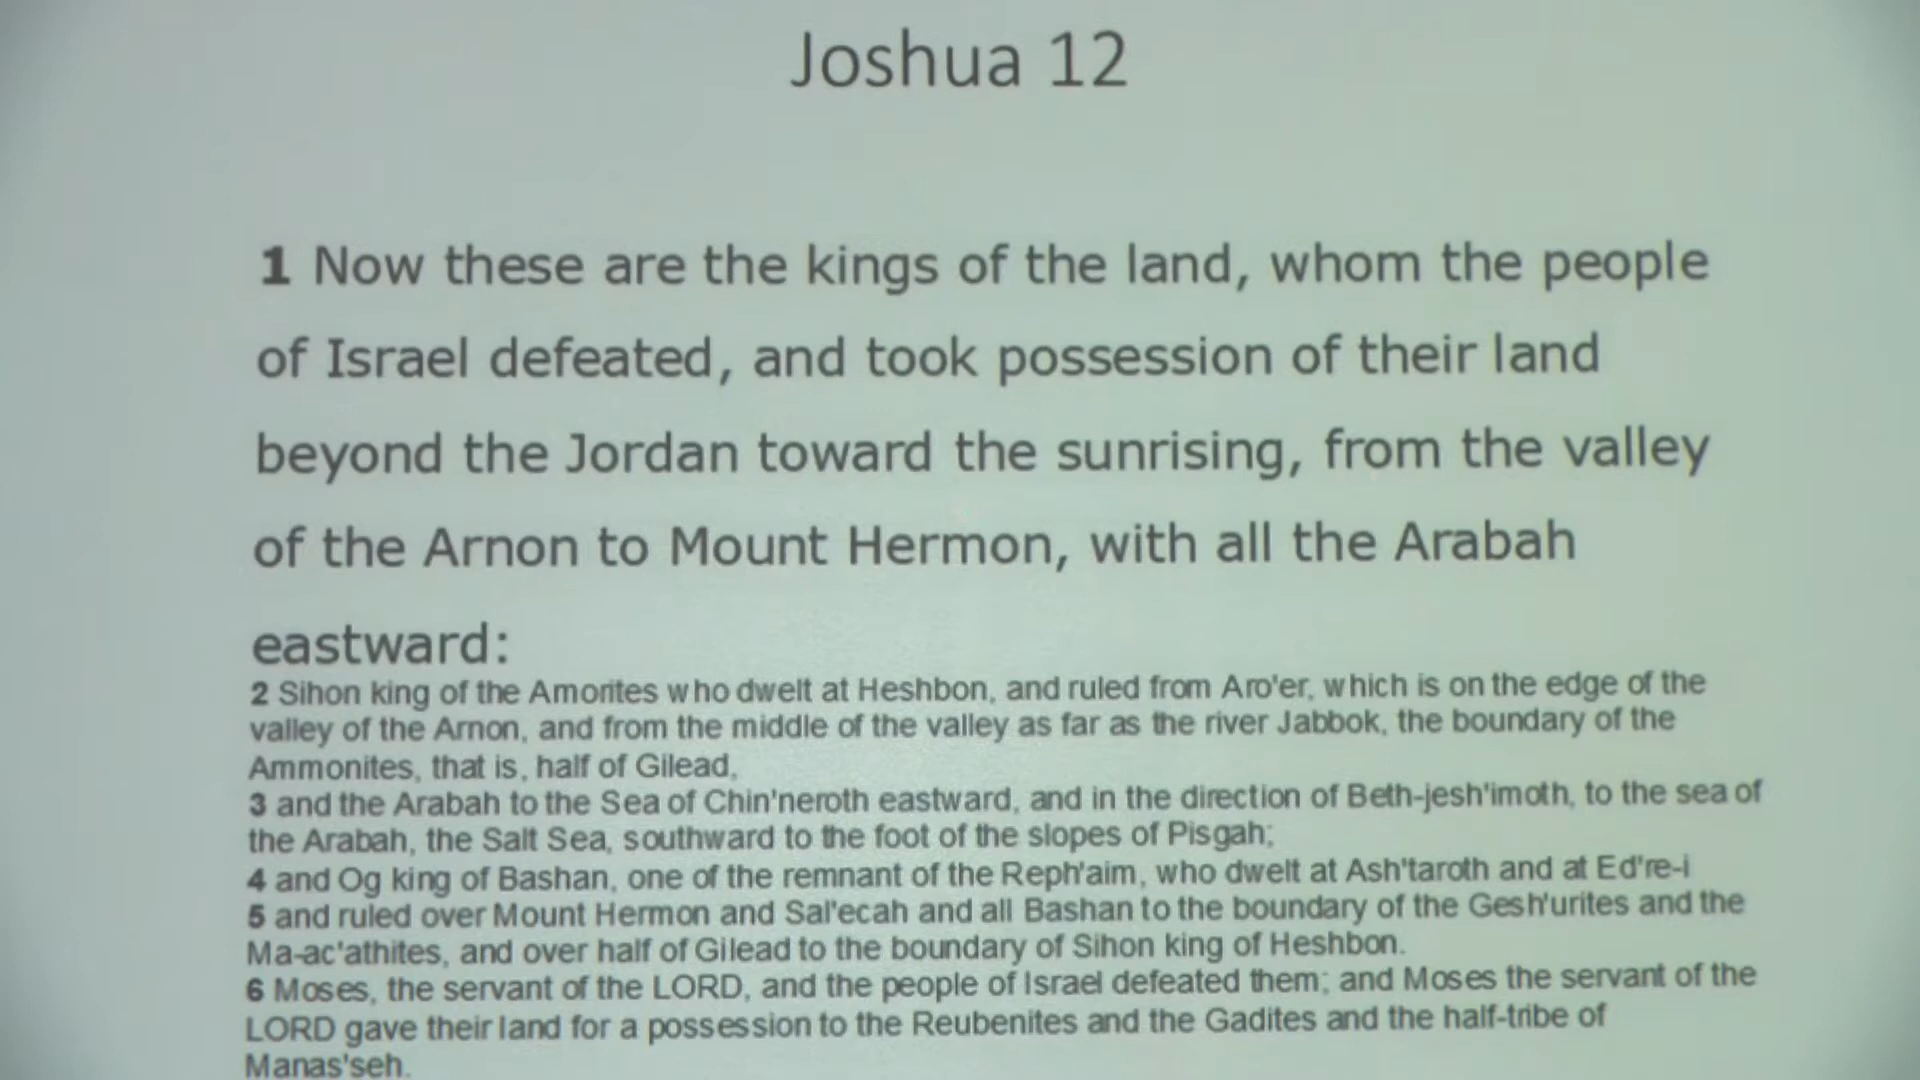 Joshua 12
1 Now these are the kings of the land, whom the people
of Israel defeated, and took possession of their land
beyond the Jordan toward the sunrising, from the valley
of the Arnon to Mount Hermon, with all the Arabah
eastward:
2 Sihon king of the Amorites who dwelt at Heshbon, and ruled from Aro'er, which is on the edge of the
valley of the Arnon, and from the middle of the valley as far as the river Jabbok, the boundary of the
Ammonites, that is, half of Gilead,
3 and the Arabah to the Sea of Chin'neroth eastward, and in the direction of Beth-jesh'imoth, to the sea of
the Arabah, the Salt Sea, southward to the foot of the slopes of Pisgah;
4 and Og king of Bashan, one of the remnant of the Reph'aim, who dwelt at Ash'taroth and at Ed're-i
5 and ruled over Mount Hermon and Sal'ecah and all Bashan to the boundary of the Gesh'urites and the
Ma-ac'athites, and over half of Gilead to the boundary of Sihon king of Heshbon.
6 Moses, the servant of the LORD, and the people of Israel defeated them; and Moses the servant of the
LORD gave their land for a possession to the Reubenites and the Gadites and the half-tribe of
Manas'seh.